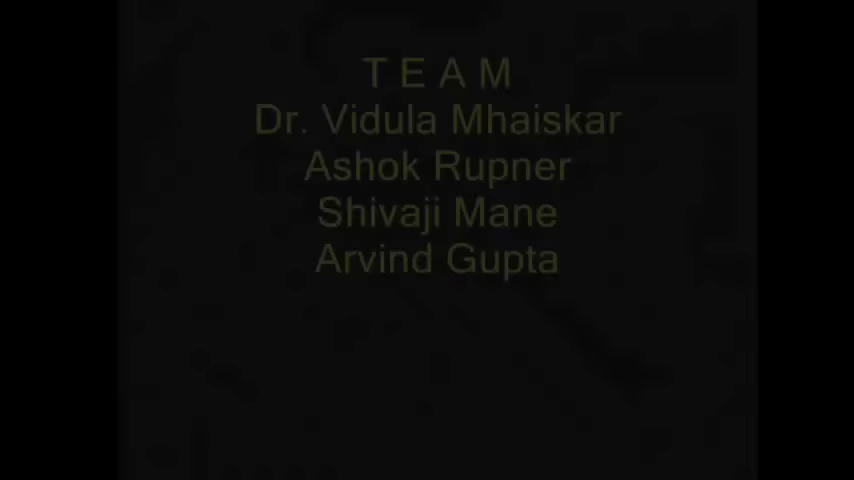 T E A M
Dr. Vidula Mhaiskar
Ashok Rupner
Shivaji Mane
Arvind Gupta